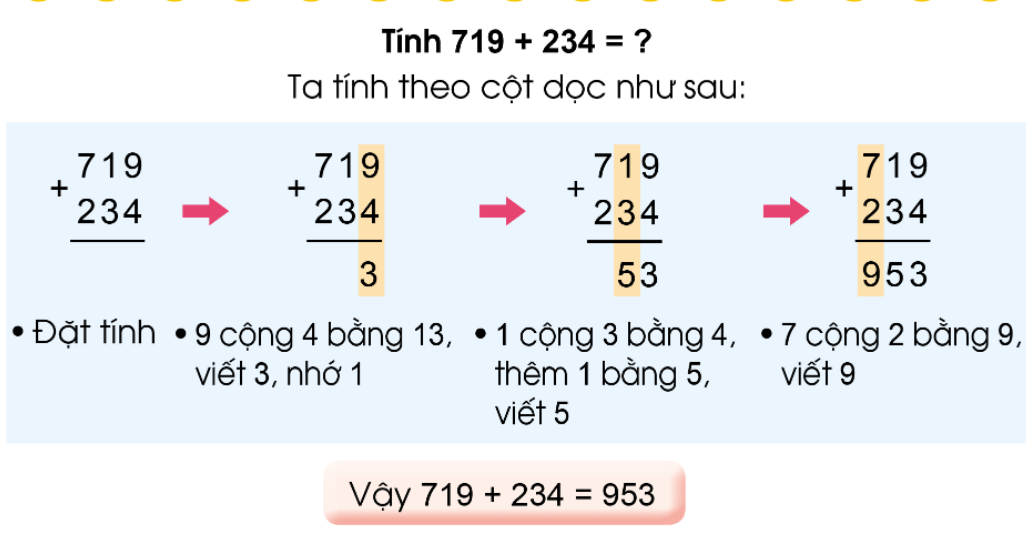 Tính 719 + 234 = ?
Ta tính theo cột dọc như sau:
719 719 719 719
+ + + +
234 234 234 234
3 53 953
• Đặt tính • 9 cộng 4 bằng 13, • 1 cộng 3 bằng 4, • 7 cộng 2 bằng 9,
viết 3, nhớ 1 thêm 1 bằng 5, viết 9
viết 5
Vậy 719 + 234 = 953